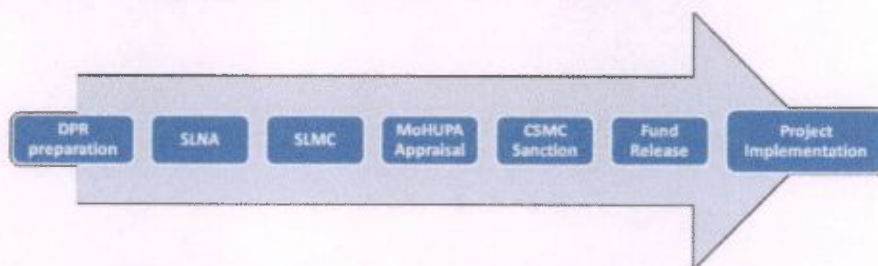 DPR
preparation
SLNA
SLMC
MoHUPA
Appraisal
CSMC
Sanction
Fund
Release
Project
Implementation